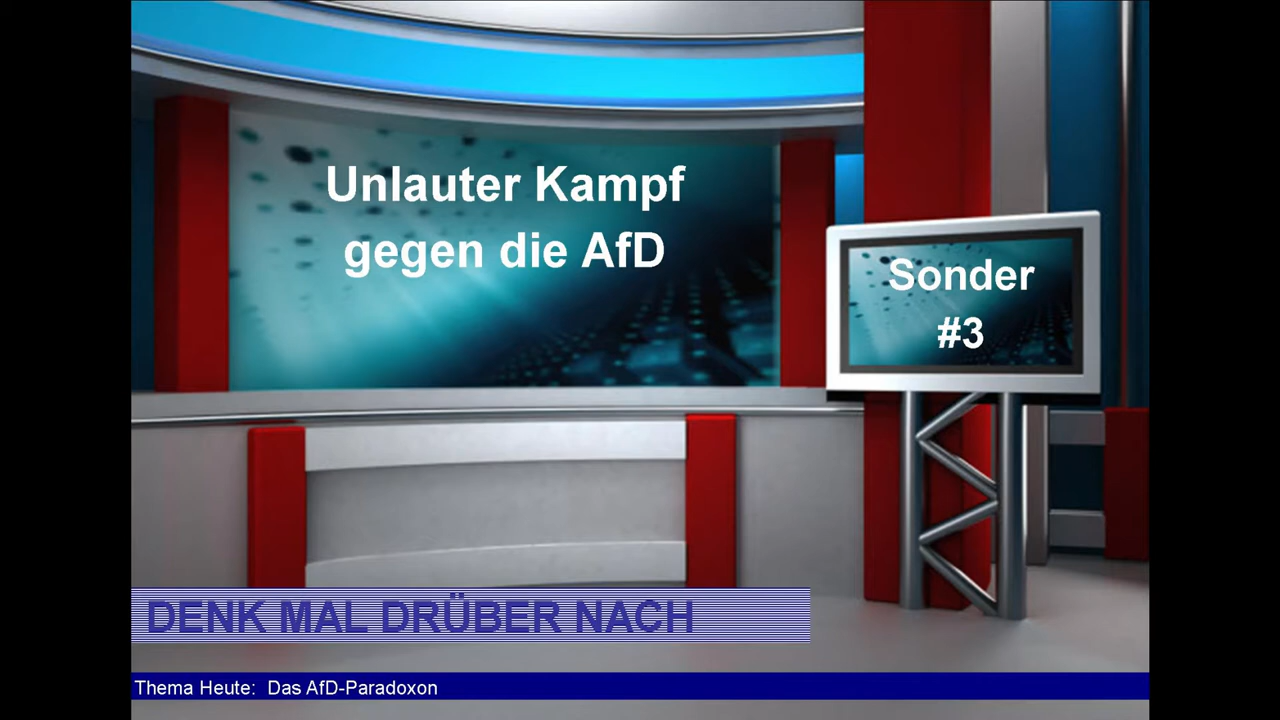 Unlauter Kampf
gegen die AfD
Sonder
#3
DENK MAL DRÜBER NACH
Thema Heute: Das AfD-Paradoxon